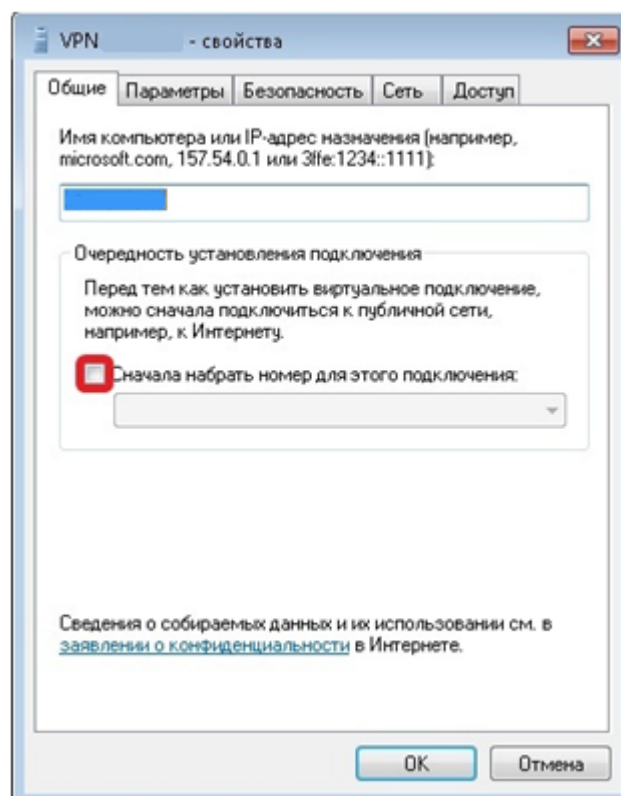 VPN - свойства
Общие Параметры Безопасность Сеть Доступ
Имя компьютера или IP-адрес назначения (например,
microsoft.com, 157.54.0.1 или 3ffe:1234::1111):
Очередность установления подключения
Перед тем как установить виртуальное подключение,
можно сначала подключиться к публичной сети,
например, к Интернету.
Сначала набрать номер для этого подключения:
Сведения о собираемых данных и их использовании см. в
заявлении о конфиденциальности в Интернете.
OK Отмена